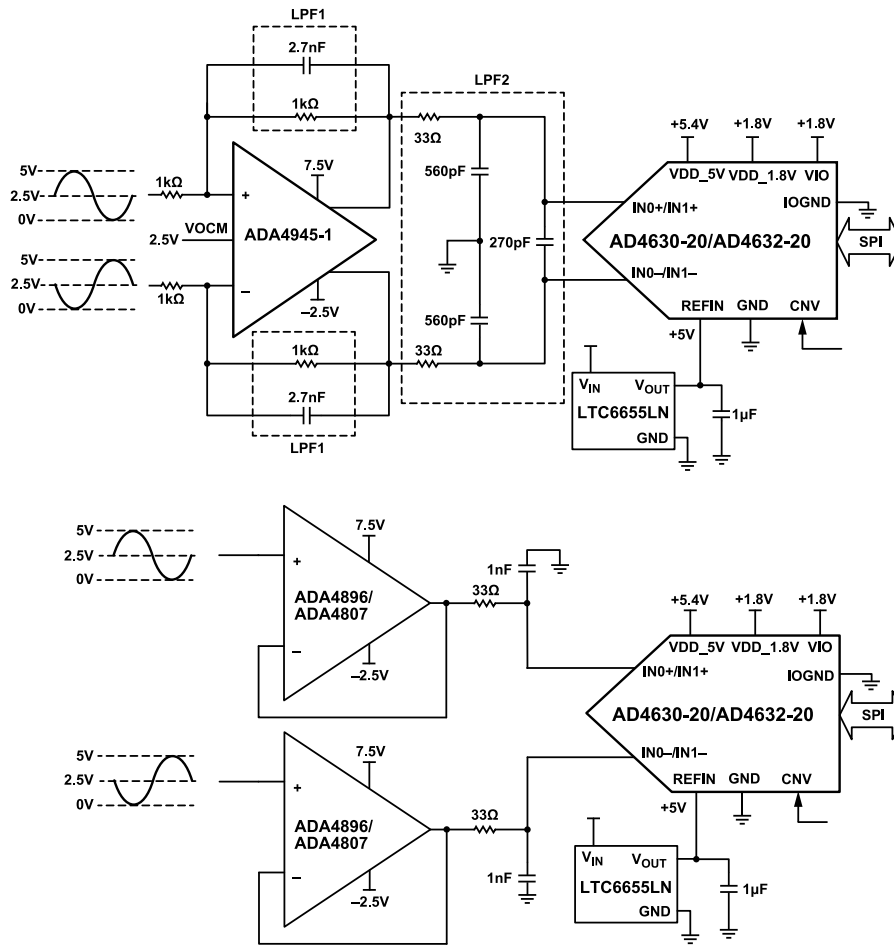 LPF1
2.7nF
LPF2
1kΩ
33Ω
+5.4V
+1.8V
+1.8V
5V
2.5V
0V
1kΩ
7.5V
560pF
VDD_5V
VDD_1.8V
VIO
IOGND
+
VOCM
2.5V
ADA4945-1
IN0+/IN1+
270pF
AD4630-20/AD4632-20
SPI
5V
2.5V
0V
1kΩ
–
–2.5V
IN0–/IN1–
560pF
REFIN
GND
CNV
+5V
1kΩ
33Ω
2.7nF
LPF1
VIN
VOUT
LTC6655LN
GND
1µF
5V
2.5V
0V
+
7.5V
ADA4896/
ADA4807
–
–2.5V
33Ω
1nF
+5.4V
+1.8V
+1.8V
VDD_5V
VDD_1.8V
VIO
IN0+/IN1+
IOGND
AD4630-20/AD4632-20
SPI
5V
2.5V
0V
+
7.5V
ADA4896/
ADA4807
–
–2.5V
33Ω
1nF
IN0–/IN1–
REFIN
GND
CNV
+5V
VIN
VOUT
LTC6655LN
GND
1µF